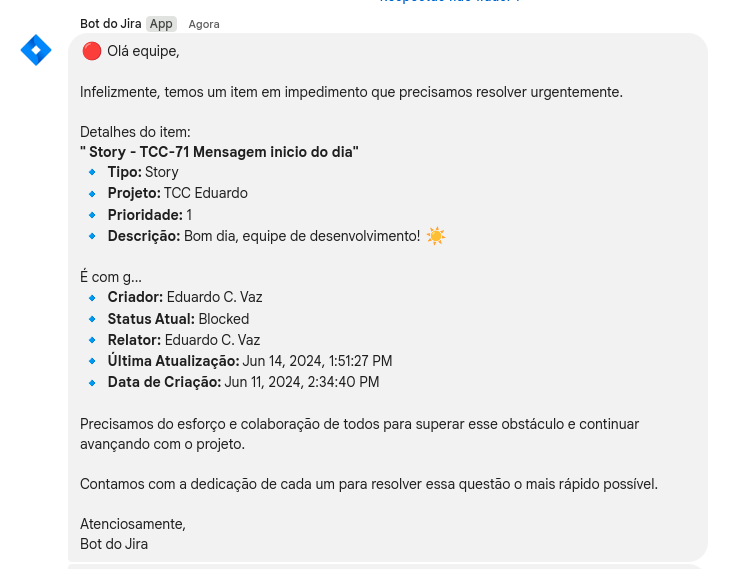 Bot do Jira App Agora
🔴 Olá equipe,
Infelizmente, temos um item em impedimento que precisamos resolver urgentemente.
Detalhes do item:
" Story - TCC-71 Mensagem inicio do dia"
🔹 Tipo: Story
🔹 Projeto: TCC Eduardo
🔹 Prioridade: 1
🔹 Descrição: Bom dia, equipe de desenvolvimento! ☀️
É com g...
🔹 Criador: Eduardo C. Vaz
🔹 Status Atual: Blocked
🔹 Relator: Eduardo C. Vaz
🔹 Última Atualização: Jun 14, 2024, 1:51:27 PM
🔹 Data de Criação: Jun 11, 2024, 2:34:40 PM
Precisamos do esforço e colaboração de todos para superar esse obstáculo e continuar
avançando com o projeto.
Contamos com a dedicação de cada um para resolver essa questão o mais rápido possível.
Atenciosamente,
Bot do Jira